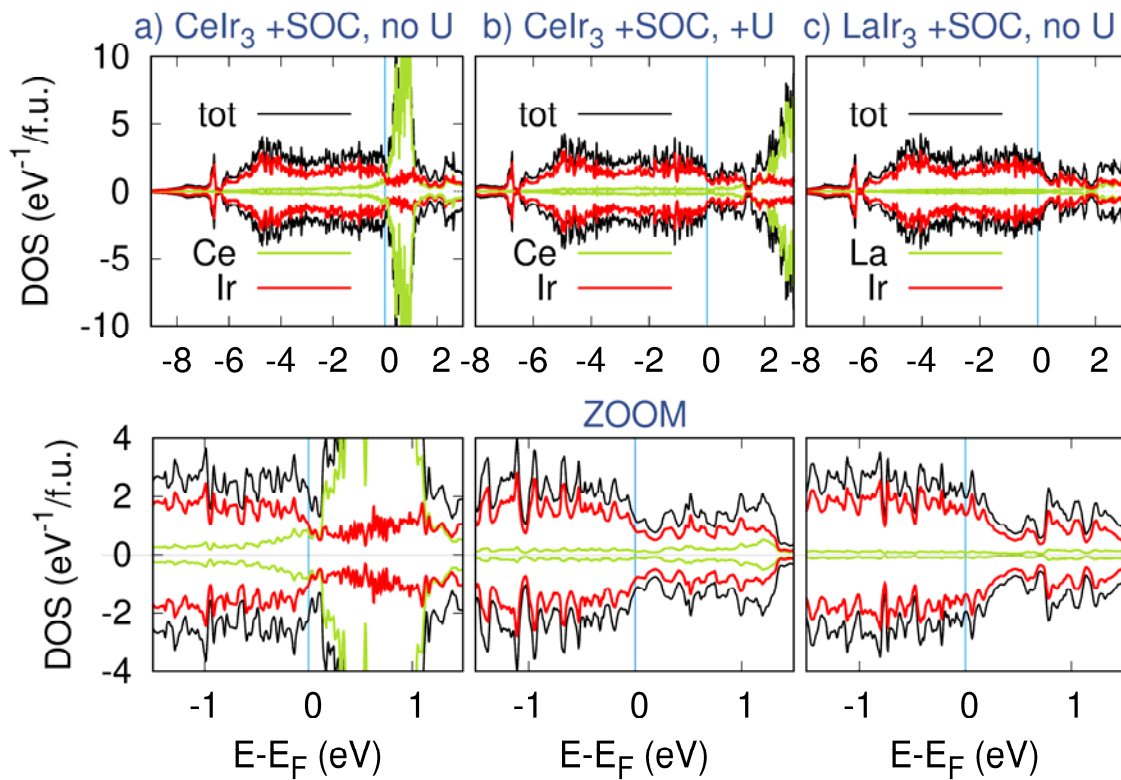 a) CeIr3 +SOC, no U
b) CeIr3 +SOC, +U
c) LaIr3 +SOC, no U
DOS (eV-1/f.u.)
10
5
0
-5
-10
tot
Ce
Ir
tot
Ce
Ir
tot
La
Ir
-8 -6 -4 -2 0 2
-8 -6 -4 -2 0 2
-8 -6 -4 -2 0 2
ZOOM
DOS (eV-1/f.u.)
4
2
0
-2
-4
-1 0 1
-1 0 1
-1 0 1
E-EF (eV)
E-EF (eV)
E-EF (eV)